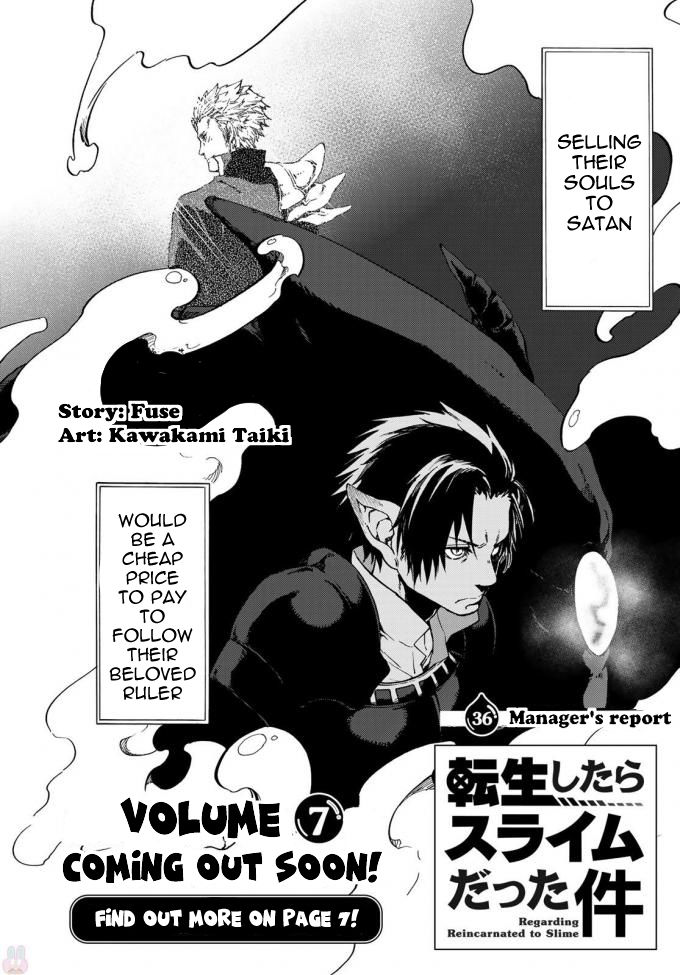 SELLING
THEIR
SOULS
TO
SATAN
Story: Fuse
Art: Kawakami Taiki
WOULD
BE A
CHEAP
PRICE
TO PAY
TO
FOLLOW
THEIR
BELOVED
RULER
36 Manager's report
転生したら
スライム
だった件
Regarding
Reincarnated to Slime
VOLUME 7
COMING OUT SOON!
FIND OUT MORE ON PAGE 7!